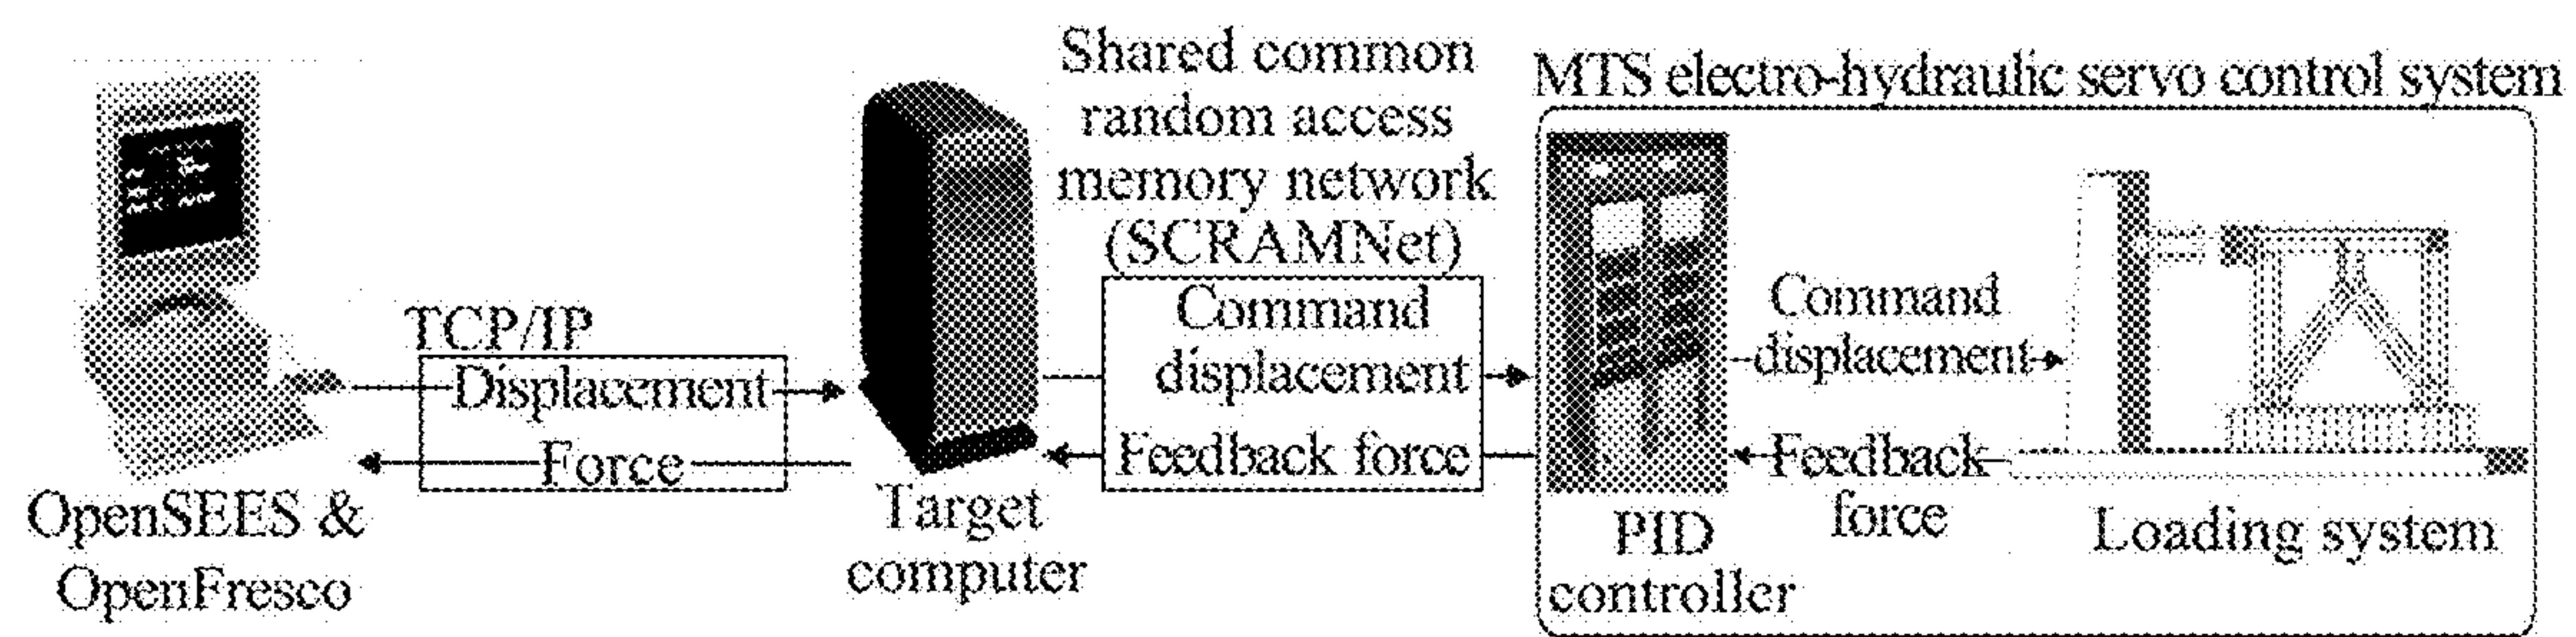 Shared common
random access
memory network
(SCRAMNet)
MTS electro-hydraulic servo control system
TCP/IP
Displacement
Force
Command
displacement
Feedback force
Command
displacement
Feedback
force
OpenSEES &
OpenFresco
Target
computer
PID
controller
Loading system